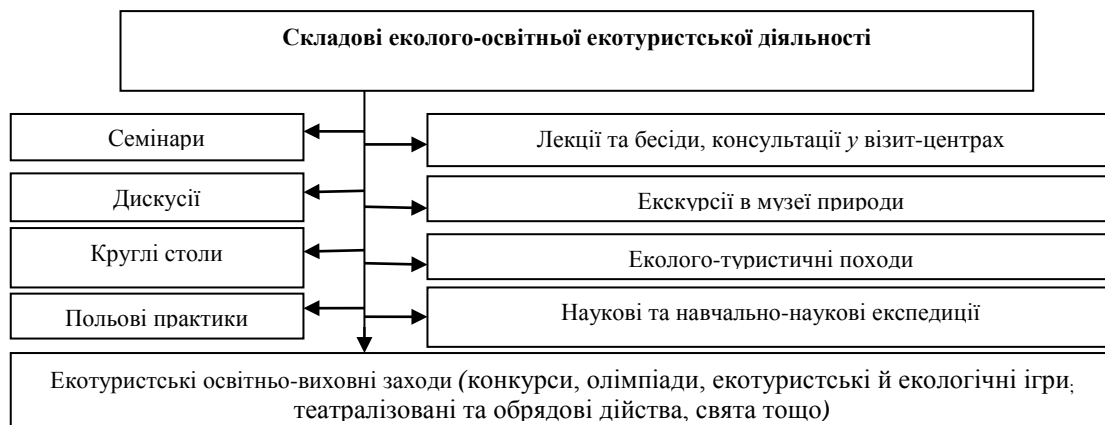 Складові еколого-освітньої екотуристської діяльності
Семінари
Лекції та бесіди, консультації у візит-центрах
Дискусії
Екскурсії в музеї природи
Круглі столи
Еколого-туристичні походи
Польові практики
Наукові та навчально-наукові експедиції
Екотуристські освітньо-виховні заходи (конкурси, олімпіади, екотуристські й екологічні ігри;
театралізовані та обрядові дійства, свята тощо)